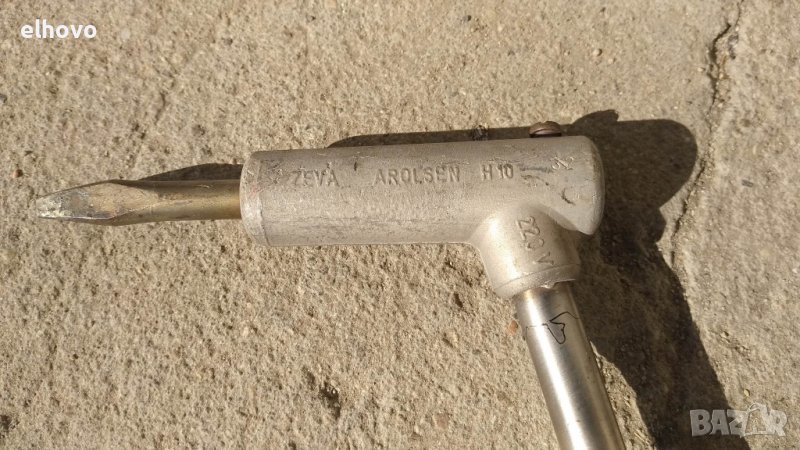 elhovo
ZEVA AROLSEN H10
220 V
BAZAR